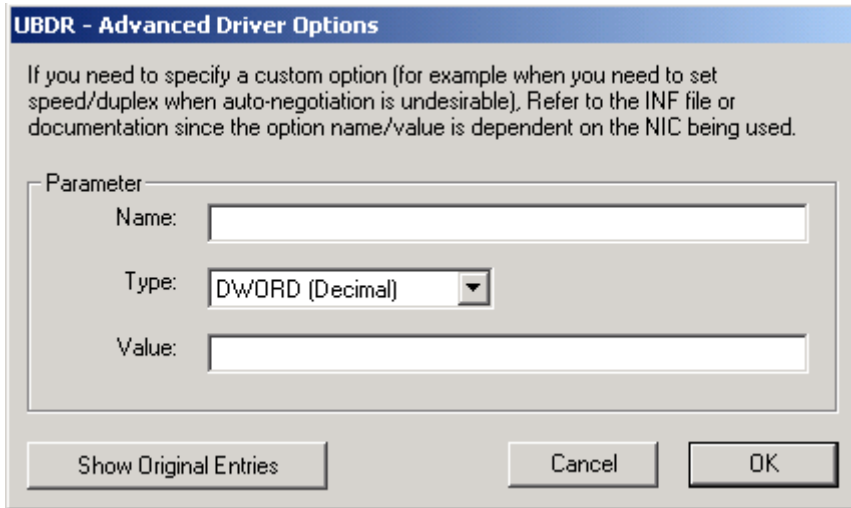 UBDR - Advanced Driver Options
If you need to specify a custom option (for example when you need to set
speed/duplex when auto-negotiation is undesirable), Refer to the INF file or
documentation since the option name/value is dependent on the NIC being used.
Parameter
Name:
Type: DWORD (Decimal)
Value:
Show Original Entries Cancel OK